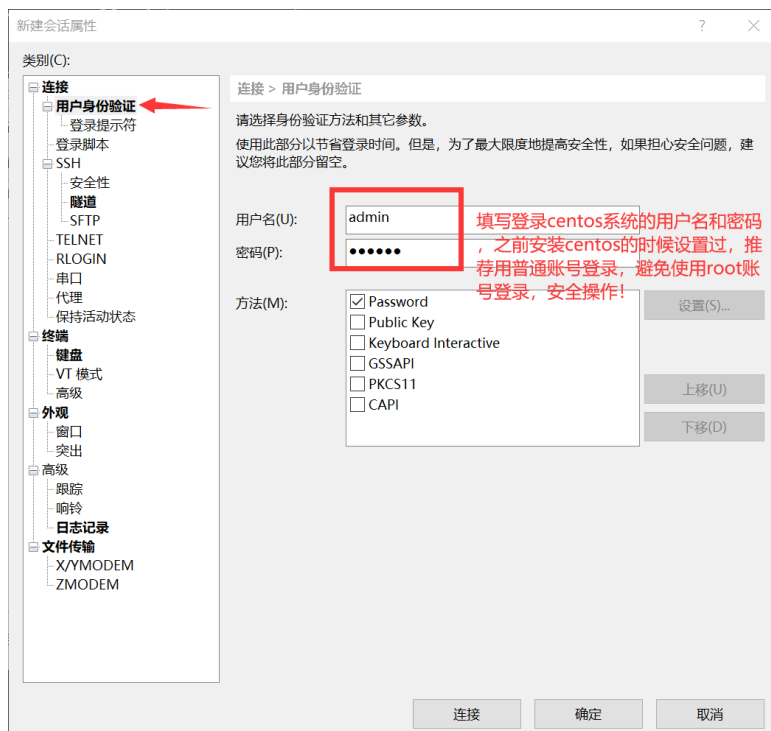 新建会话属性
类别(C):
连接
用户身份验证
登录提示符
登录脚本
SSH
安全性
隧道
SFTP
TELNET
RLOGIN
串口
代理
保持活动状态
终端
键盘
VT 模式
高级
外观
窗口
突出
高级
跟踪
响铃
日志记录
文件传输
X/YMODEM
ZMODEM
连接 > 用户身份验证
请选择身份验证方法和其它参数。
使用此部分以节省登录时间。但是，为了最大限度地提高安全性，如果担心安全问题，建
议您将此部分留空。
用户名(U):
admin
密码(P):
●●●●●●
填写登录centos系统的用户名和密码
，之前安装centos的时候设置过，推
荐用普通账号登录，避免使用root账
号登录，安全操作！
方法(M):
Password
Public Key
Keyboard Interactive
GSSAPI
PKCS11
CAPI
设置(S)...
上移(U)
下移(D)
连接
确定
取消